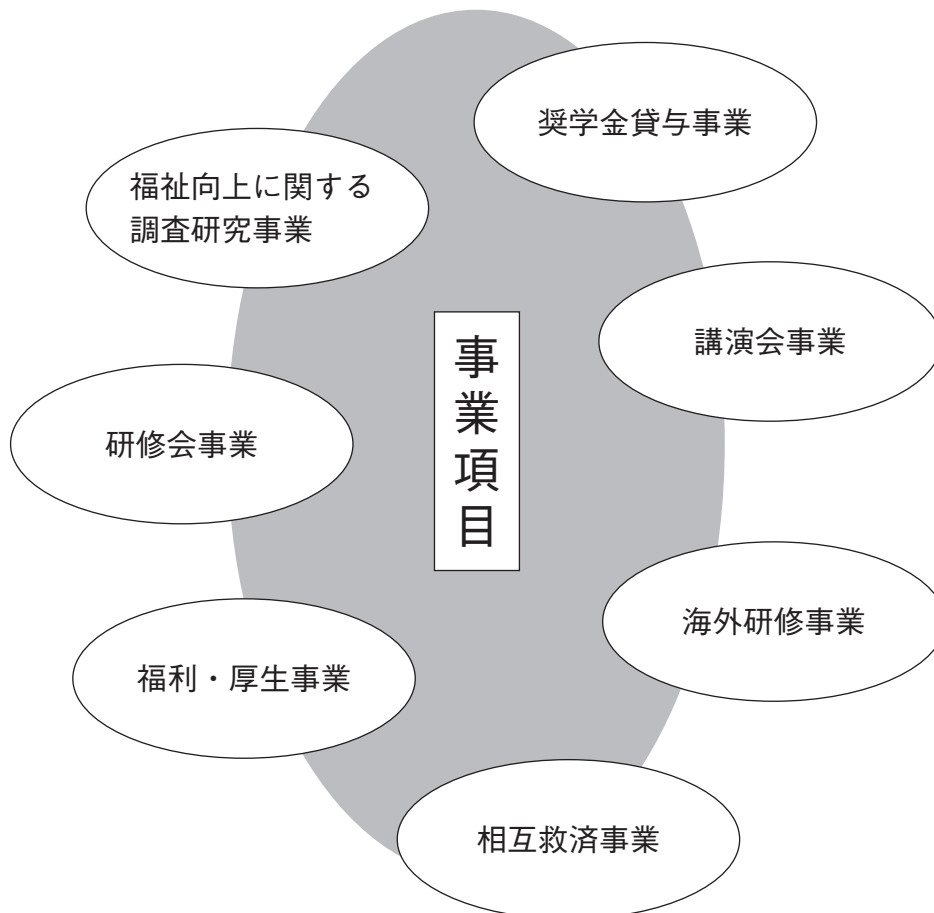 奨学金貸与事業
福祉向上に関する
調査研究事業
講演会事業
事業項目
研修会事業
海外研修事業
福利・厚生事業
相互救済事業